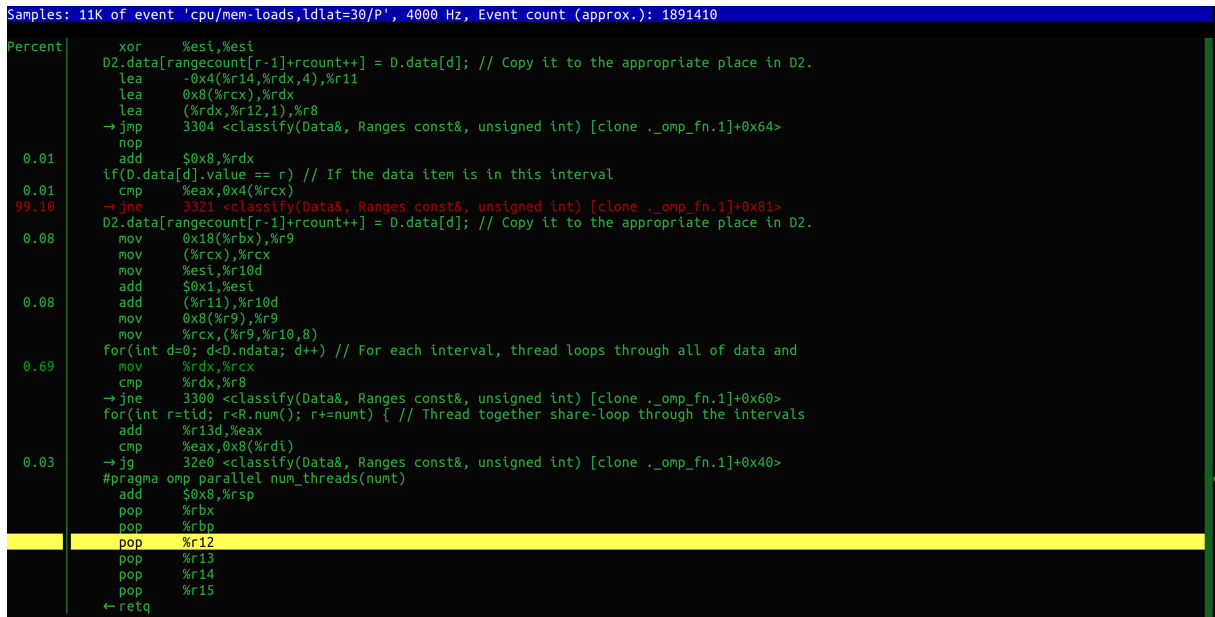 Samples: 11K of event 'cpu/mem-loads,ldlat=30/P', 4000 Hz, Event count (approx.): 1891410
Percent│ xor %esi,%esi
│ D2.data[rangecount[r-1]+rcount++] = D.data[d]; // Copy it to the appropriate place in D2.
│ lea -0x4(%r14,%rdx,4),%r11
│ lea 0x8(%rcx),%rdx
│ lea (%rdx,%r12,1),%r8
│ → jmp 3304 <classify(Data&, Ranges const&, unsigned int) [clone ._omp_fn.1]+0x64>
│ nop
0.01 │ add $0x8,%rdx
│ if(D.data[d].value == r) // If the data item is in this interval
0.01 │ cmp %eax,0x4(%rcx)
99.10 │ → jne 3321 <classify(Data&, Ranges const&, unsigned int) [clone ._omp_fn.1]+0x81>
│ D2.data[rangecount[r-1]+rcount++] = D.data[d]; // Copy it to the appropriate place in D2.
0.08 │ mov 0x18(%rbx),%r9
│ mov (%rcx),%rcx
│ mov %esi,%r10d
│ add $0x1,%esi
0.08 │ add (%r11),%r10d
│ mov 0x8(%r9),%r9
│ mov %rcx,(%r9,%r10,8)
│ for(int d=0; d<D.ndata; d++) // For each interval, thread loops through all of data and
0.69 │ mov %rdx,%rcx
│ cmp %rdx,%r8
│ → jne 3300 <classify(Data&, Ranges const&, unsigned int) [clone ._omp_fn.1]+0x60>
│ for(int r=tid; r<R.num(); r+=numt) { // Thread together share-loop through the intervals
│ add %r13d,%eax
│ cmp %eax,0x8(%rdi)
0.03 │ → jg 32e0 <classify(Data&, Ranges const&, unsigned int) [clone ._omp_fn.1]+0x40>
│ #pragma omp parallel num_threads(numt)
│ add $0x8,%rsp
│ pop %rbx
│ pop %rbp
│ pop %r12
│ pop %r13
│ pop %r14
│ pop %r15
│ ← retq